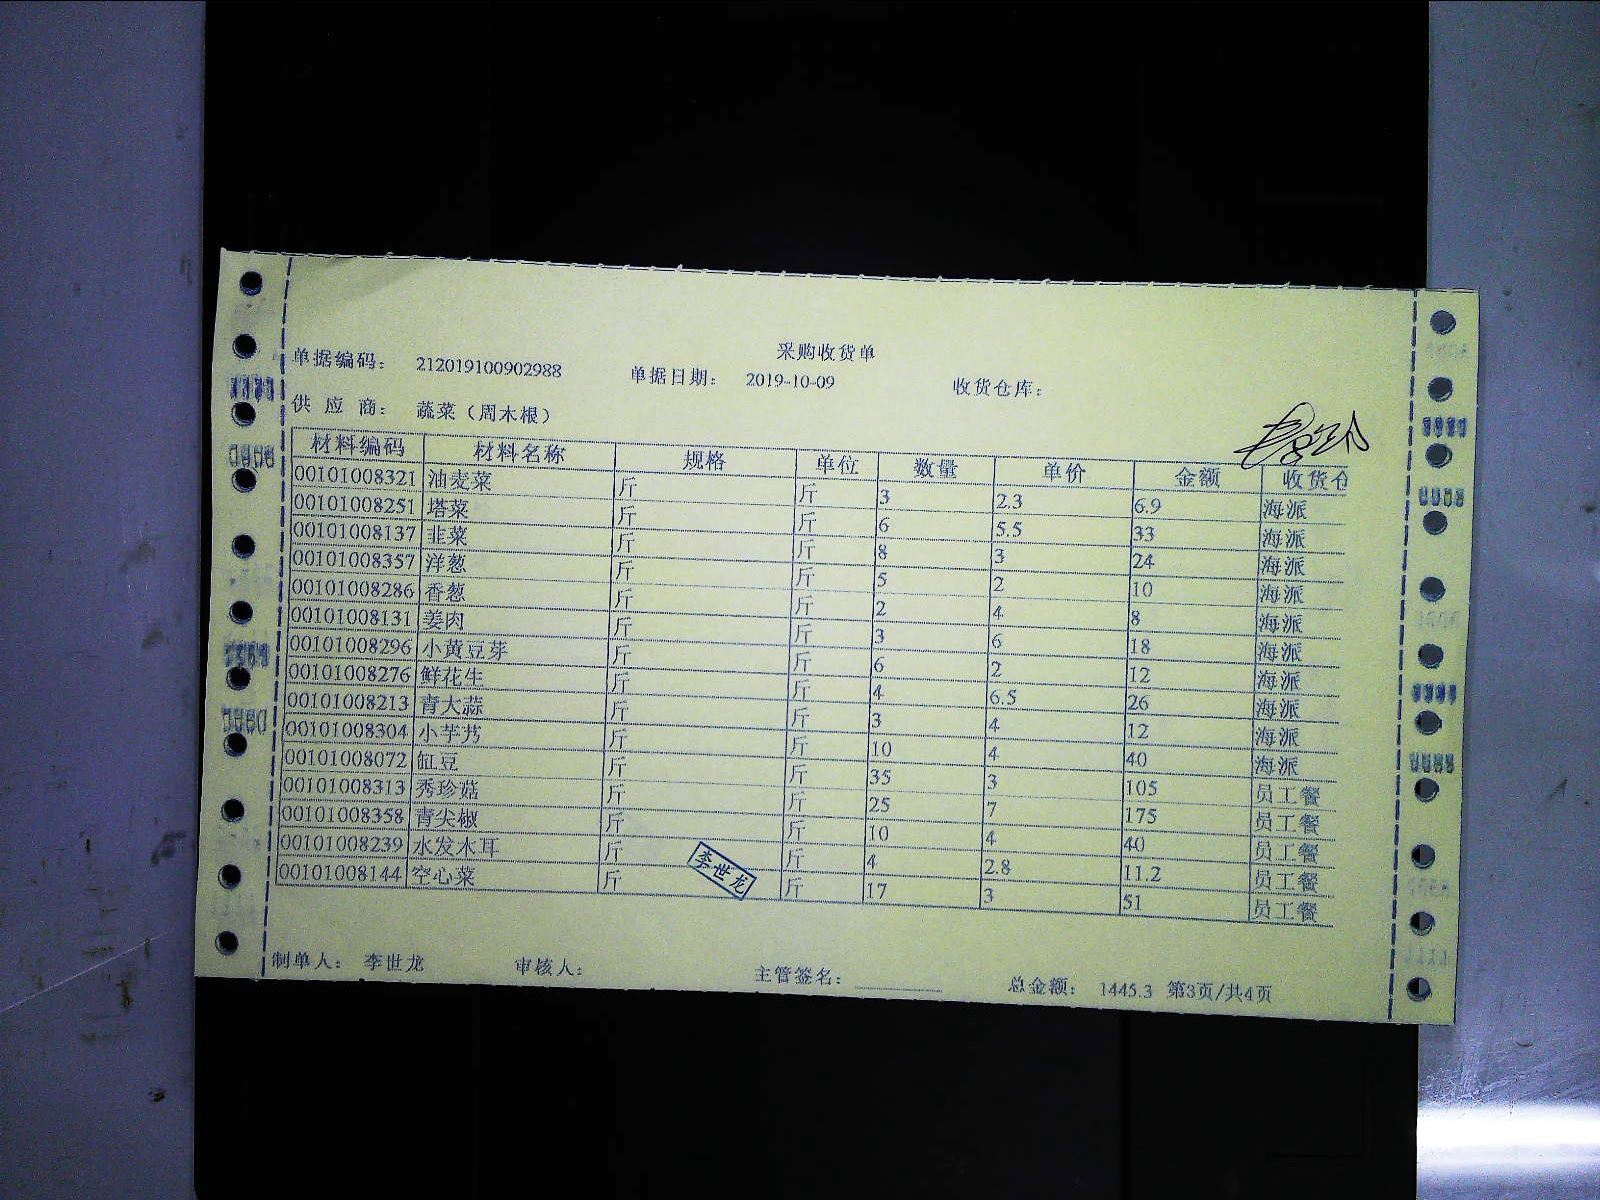 采购收货单
单据编码: 212019100902988 单据日期: 2019-10-09 收货仓库:
供应商: 蔬菜（周木根）
材料编码 材料名称 规格 单位 数量 单价 金额 收货仓
00101008321 油麦菜 斤 斤 3 2.3 6.9 海派
00101008251 塔菜 斤 斤 6 5.5 33 海派
00101008137 韭菜 斤 斤 8 3 24 海派
00101008357 洋葱 斤 斤 5 2 10 海派
00101008286 香葱 斤 斤 2 4 8 海派
00101008131 姜肉 斤 斤 3 6 18 海派
00101008296 小黄豆芽 斤 斤 6 2 12 海派
00101008276 鲜花生 斤 斤 4 6.5 26 海派
00101008213 青大蒜 斤 斤 3 4 12 海派
00101008304 小芋艿 斤 斤 10 4 40 海派
00101008072 缸豆 斤 斤 35 3 105 员工餐
00101008313 秀珍菇 斤 斤 25 7 175 员工餐
00101008358 青尖椒 斤 斤 10 4 40 员工餐
00101008239 水发木耳 斤 斤 4 2.8 11.2 员工餐
00101008144 空心菜 斤 斤 17 3 51 员工餐
李世龙
制单人: 李世龙 审核人: 主管签名: 总金额: 1445.3 第3页/共4页